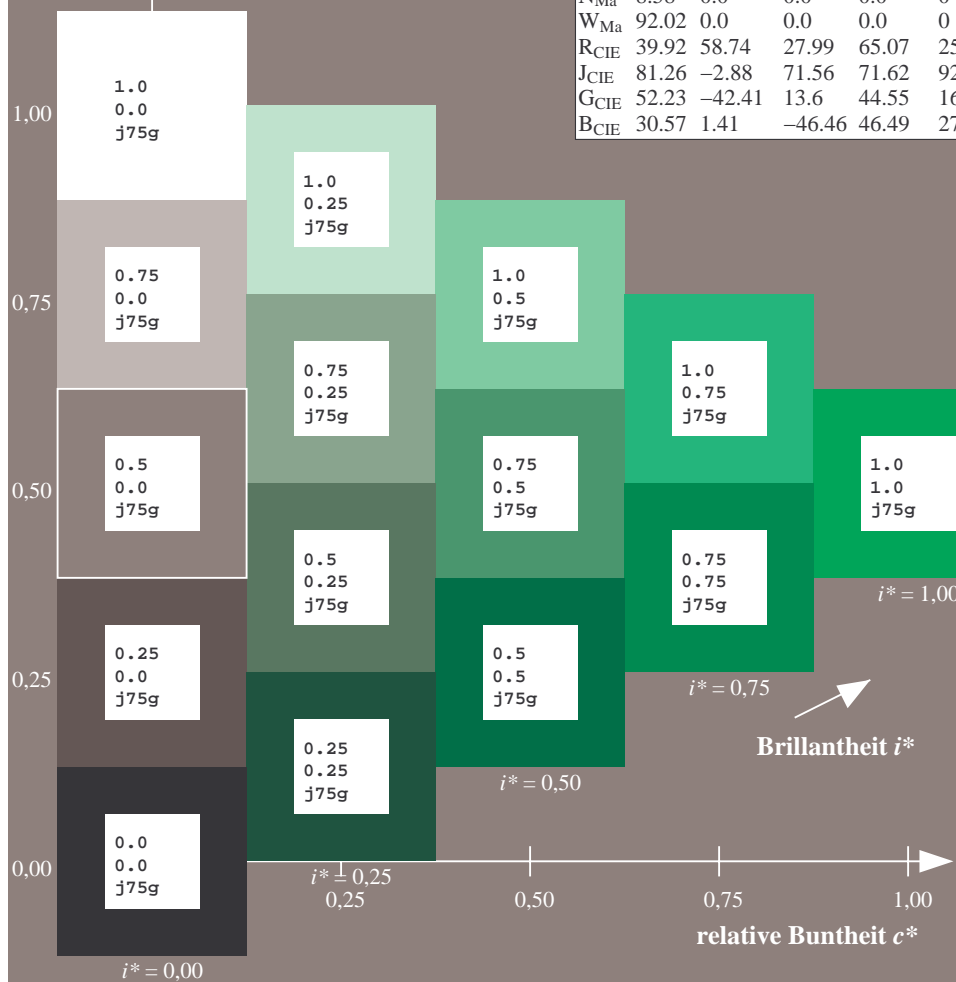 W_Ma 92.02 0.0 0.0 0.0 0
R_CIE 39.92 58.74 27.99 65.07 25
J_CIE 81.26 –2.88 71.56 71.62 92
G_CIE 52.23 –42.41 13.6 44.55 16
B_CIE 30.57 1.41 –46.46 46.49 27
1.0
0.0
j75g
1,00
1.0
0.25
j75g
0.75
0.0
j75g
1.0
0.5
j75g
0,75
0.75
0.25
j75g
1.0
0.75
j75g
0.5
0.0
j75g
0.75
0.5
j75g
1.0
1.0
j75g
0,50
0.5
0.25
j75g
0.75
0.75
j75g
i* = 1,00
0.25
0.0
j75g
0.5
0.5
j75g
0,25
i* = 0,75
Brillantheit i*
0.25
0.25
j75g
i* = 0,50
0.0
0.0
j75g
0,00
i* = 0,25
0,25 0,50 0,75 1,00
relative Buntheit c*
i* = 0,00